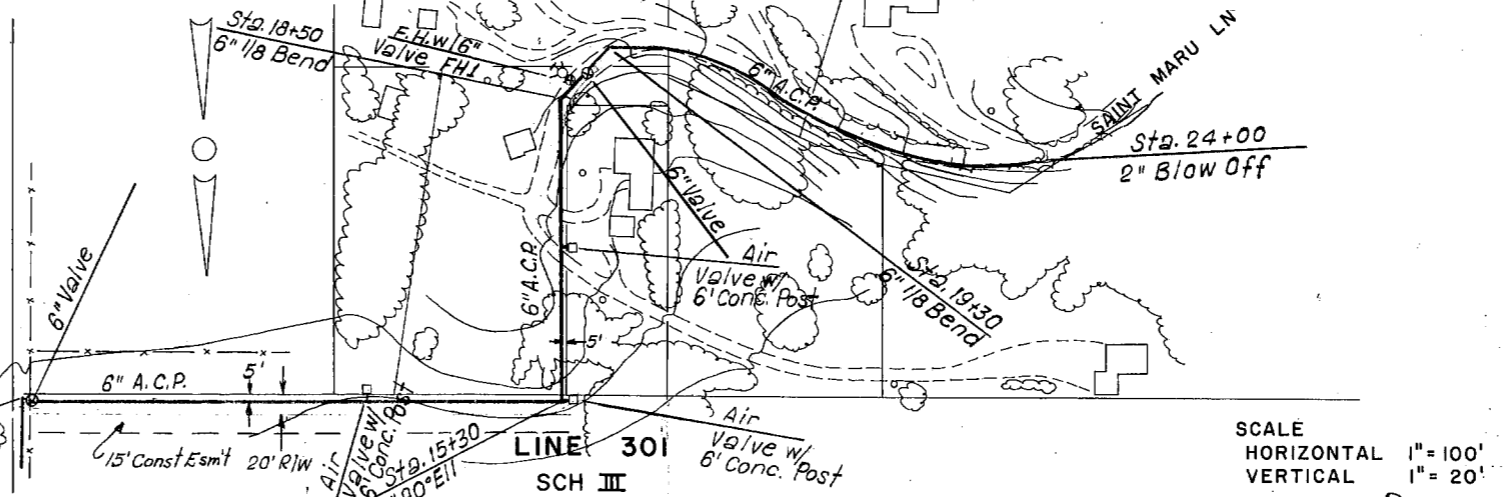 Sta. 18+50
6" 1/8 Bend
F.H. w/6"
Valve FH1
6" A.C.P.
SAINT MARU LN
Sta. 24+00
2" Blow Off
6" Valve
6" Valve
Air
Valve w/
6' Conc. Post
Sta. 19+30
6" 1/8 Bend
6" A.C.P.
5'
6" A.C.P.
5'
15' Const Esm't
20' R/W
Air
Valve w/
6' Conc. Post
Sta. 15+30
90° Ell
LINE 301
SCH III
Air
Valve w/
6' Conc. Post
SCALE
HORIZONTAL 1" = 100'
VERTICAL 1" = 20'